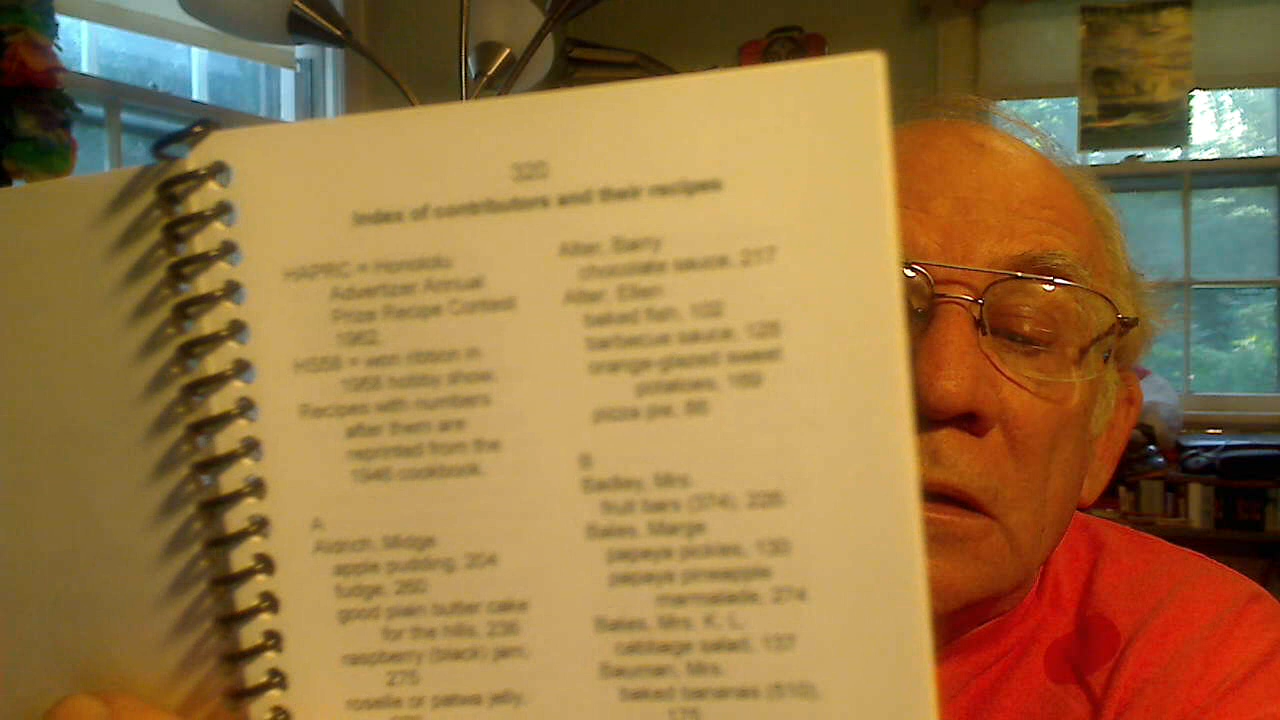 320
Index of contributors and their recipes
HAPRC = Honolulu
Advertizer Annual
Prize Recipe Contest
1962.
HS58 = won ribbon in
1958 hobby show.
Recipes with numbers
after them are
reprinted from the
1946 cookbook.
A
Aldrich, Midge
apple pudding, 204
fudge, 260
good plain butter cake
for the hills, 236
raspberry (black) jam,
275
roselle or patwa jelly,
Alter, Barry
chocolate sauce, 217
Alter, Ellen
baked fish, 102
barbecue sauce, 128
orange-glazed sweet
potatoes, 169
pizza pie, 86
B
Badley, Mrs.
fruit bars (374), 226
Bates, Marge
papaya pickles, 130
papaya pineapple
marmalade, 274
Bates, Mrs. K. L.
cabbage salad, 137
Bauman, Mrs.
baked bananas (510),
175